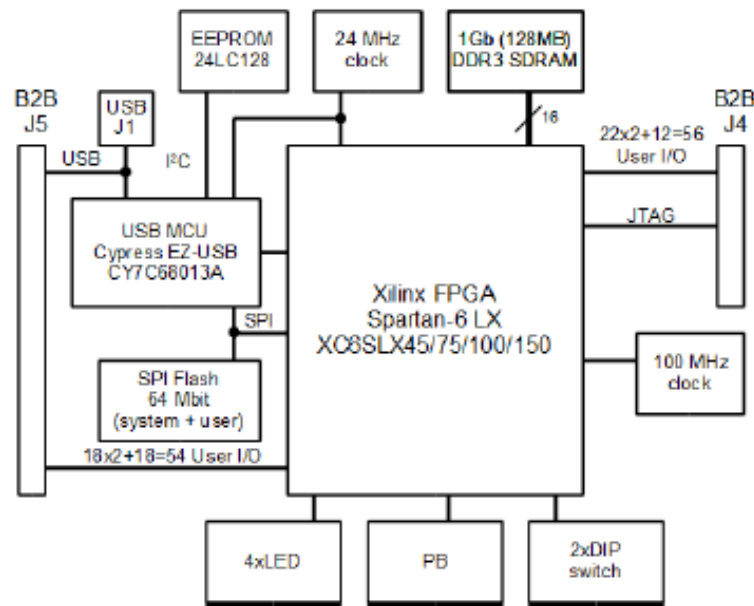 EEPROM
24LC128
24 MHz
clock
1Gb (128MB)
DDR3 SDRAM
B2B
J5
USB
J1
B2B
J4
16
22x2+12=56
User I/O
USB
I²C
JTAG
USB MCU
Cypress EZ-USB
CY7C68013A
Xilinx FPGA
Spartan-6 LX
XC6SLX45/75/100/150
SPI
100 MHz
clock
SPI Flash
64 Mbit
(system + user)
18x2+18=54 User I/O
4xLED
PB
2xDIP
switch